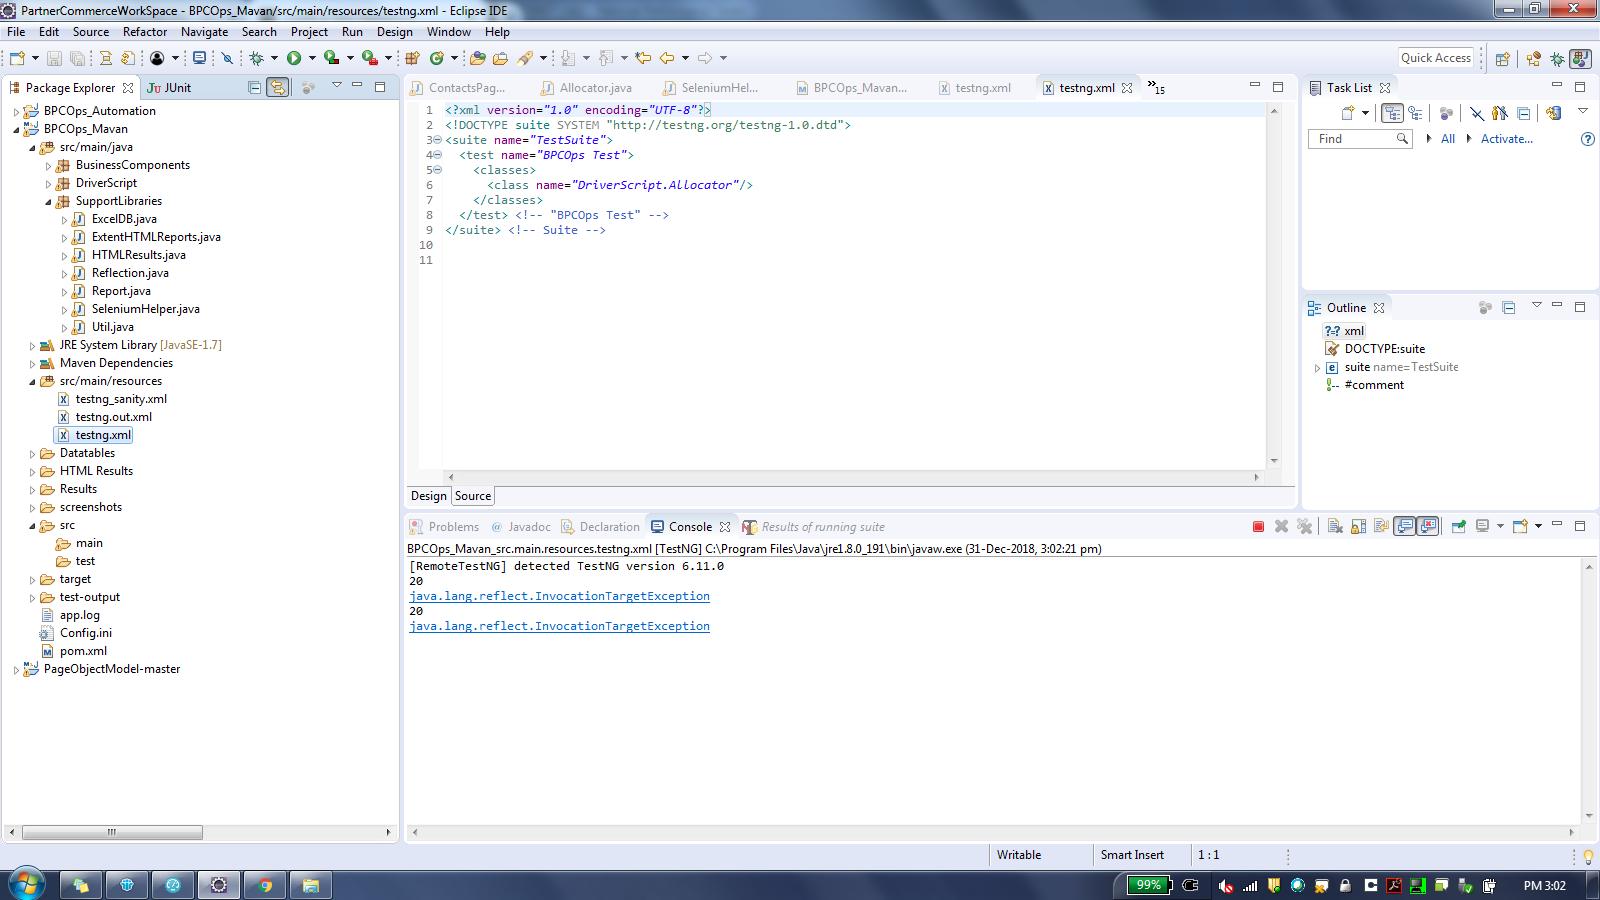 PartnerCommerceWorkSpace - BPCOps_Mavan/src/main/resources/testng.xml - Eclipse IDE
File Edit Source Refactor Navigate Search Project Run Design Window Help
Quick Access
Package Explorer JUnit
BPCOps_Automation
BPCOps_Mavan
src/main/java
BusinessComponents
DriverScript
SupportLibraries
ExcelDB.java
ExtentHTMLReports.java
HTMLResults.java
Reflection.java
Report.java
SeleniumHelper.java
Util.java
JRE System Library [JavaSE-1.7]
Maven Dependencies
src/main/resources
testng_sanity.xml
testng.out.xml
testng.xml
Datatables
HTML Results
Results
screenshots
src
main
test
target
test-output
app.log
Config.ini
pom.xml
PageObjectModel-master
ContactsPag... Allocator.java SeleniumHel... BPCOps_Mavan... testng.xml testng.xml »15
1 <?xml version="1.0" encoding="UTF-8"?>
2 <!DOCTYPE suite SYSTEM "http://testng.org/testng-1.0.dtd">
3 <suite name="TestSuite">
4 <test name="BPCOps Test">
5 <classes>
6 <class name="DriverScript.Allocator"/>
7 </classes>
8 </test> <!-- "BPCOps Test" -->
9 </suite> <!-- Suite -->
10
11
Design Source
Problems @ Javadoc Declaration Console Results of running suite
BPCOps_Mavan_src.main.resources.testng.xml [TestNG] C:\Program Files\Java\jre1.8.0_191\bin\javaw.exe (31-Dec-2018, 3:02:21 pm)
[RemoteTestNG] detected TestNG version 6.11.0
20
java.lang.reflect.InvocationTargetException
20
java.lang.reflect.InvocationTargetException
Task List
Find All Activate...
Outline
xml
DOCTYPE:suite
suite name=TestSuite
#comment
Writable Smart Insert 1 : 1
99% PM 3:02